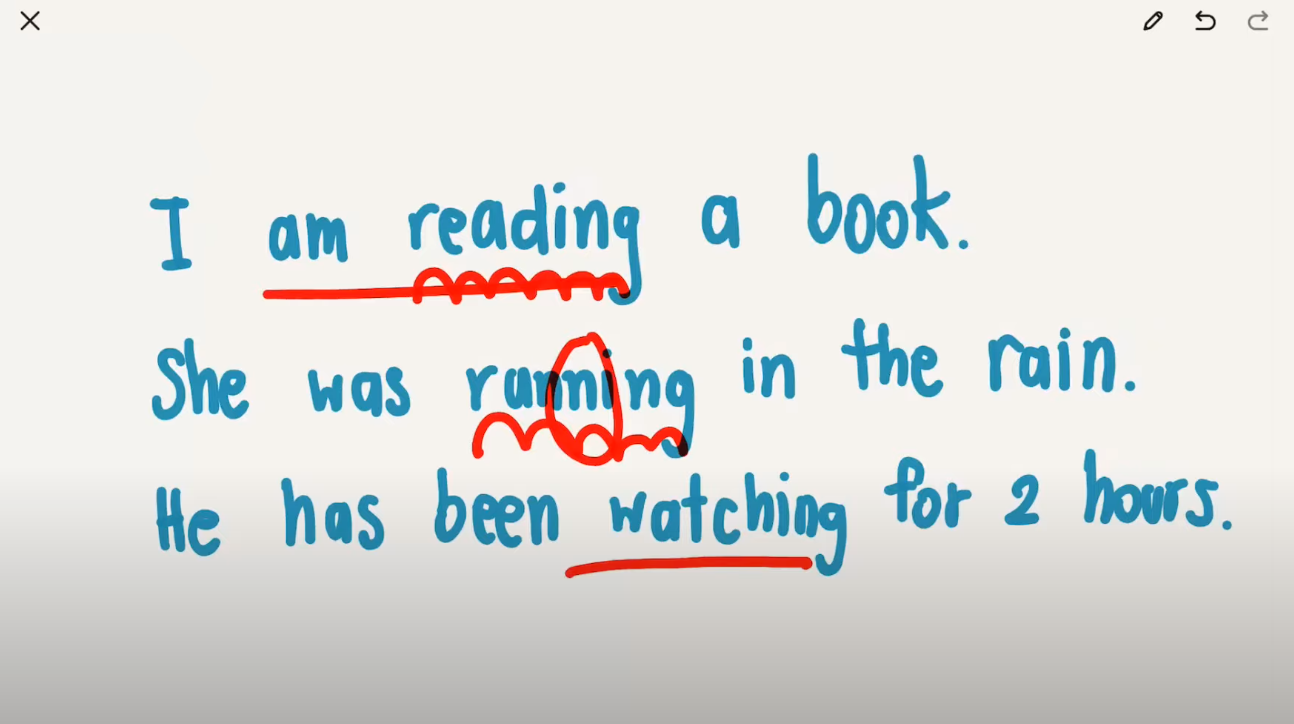 I am reading a book.
She was running in the rain.
He has been watching for 2 hours.